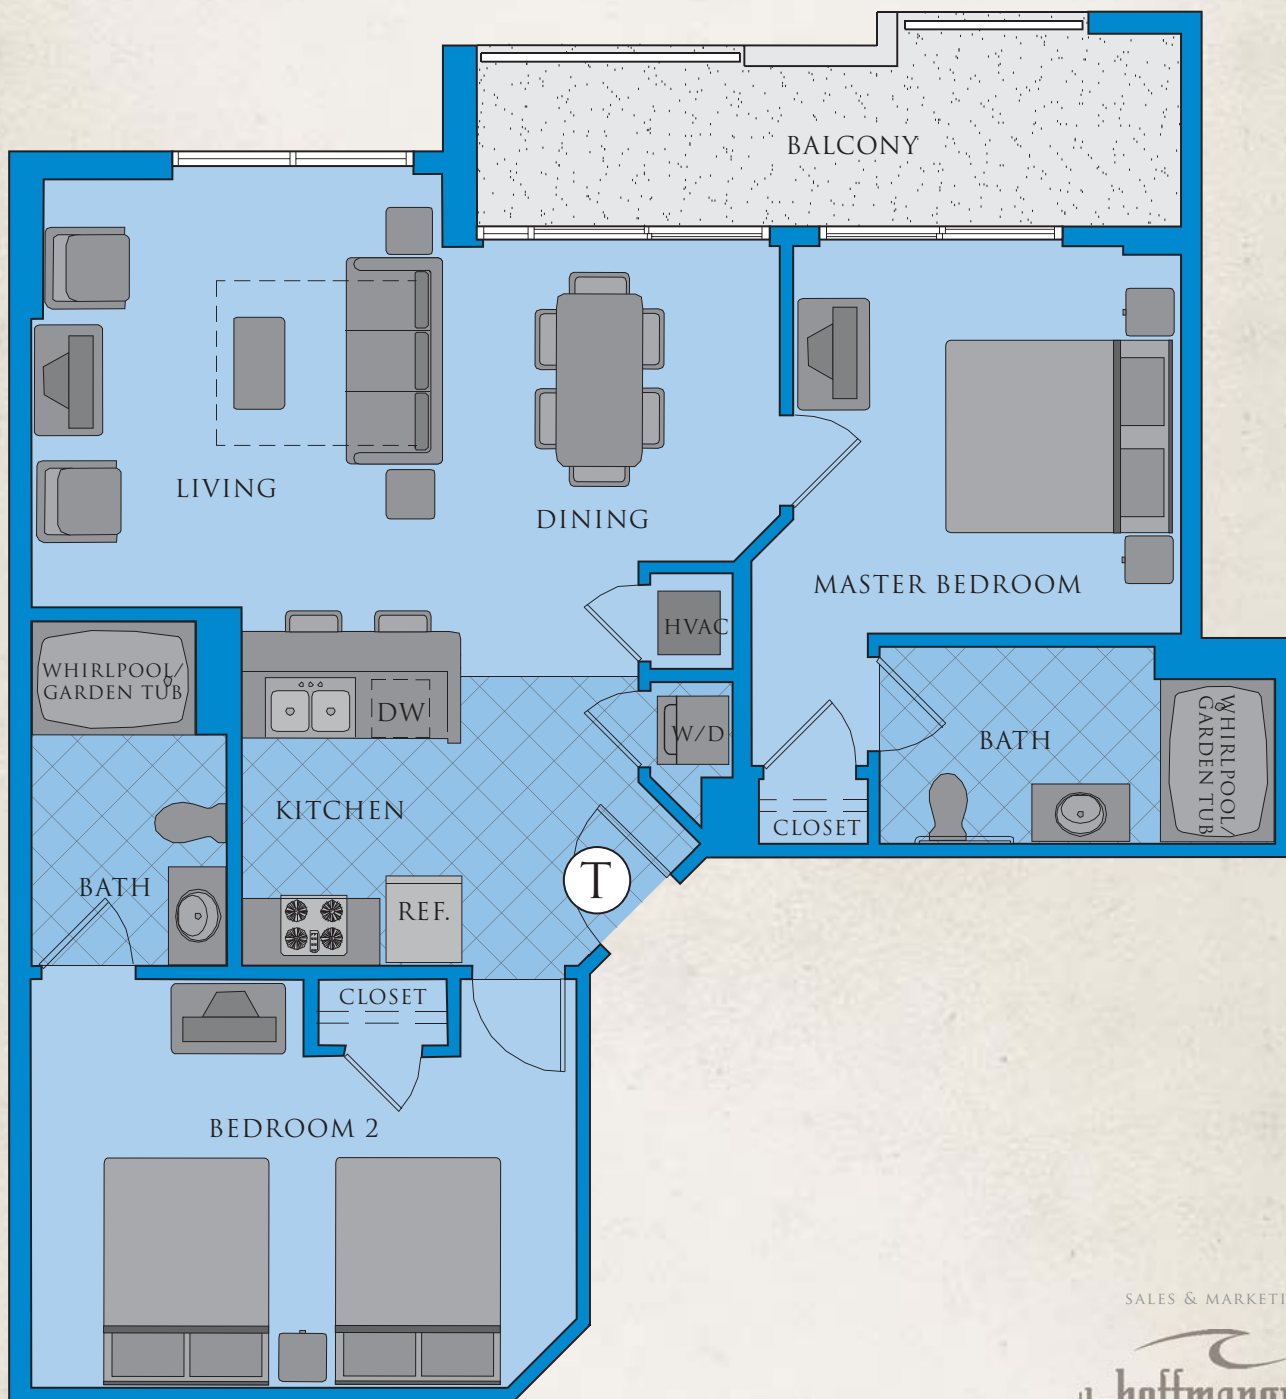 BALCONY
LIVING
DINING
MASTER BEDROOM
HVAC
WHIRLPOOL/
GARDEN TUB
DW
W/D
BATH
WHIRLPOOL/
GARDEN TUB
KITCHEN
CLOSET
T
BATH
REF.
CLOSET
BEDROOM 2
SALES & MARKETI